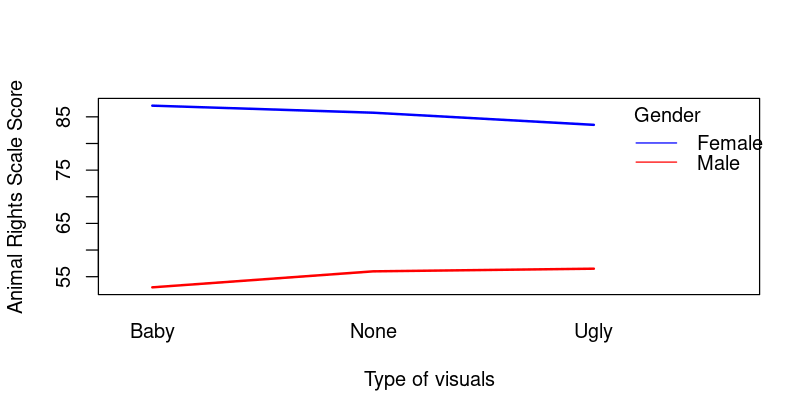 Animal Rights Scale Score
85
75
65
55
Gender
Female
Male
Baby None Ugly
Type of visuals